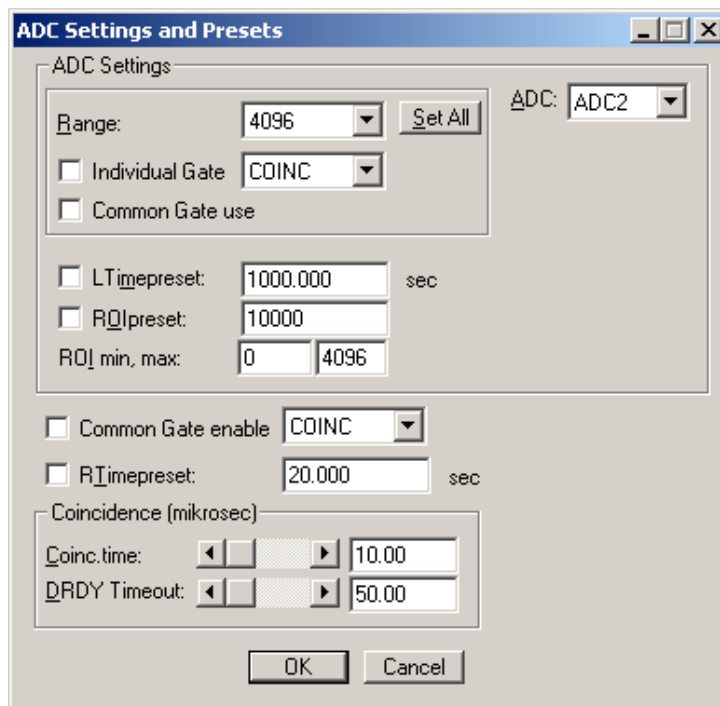 ADC Settings and Presets
ADC Settings
ADC: ADC2
Range: 4096 Set All
Individual Gate COINC
Common Gate use
LTimepreset: 1000.000 sec
ROIpreset: 10000
ROI min, max: 0 4096
Common Gate enable COINC
RTimepreset: 20.000 sec
Coincidence (mikrosec)
Coinc.time: 10.00
DRDY Timeout: 50.00
OK Cancel